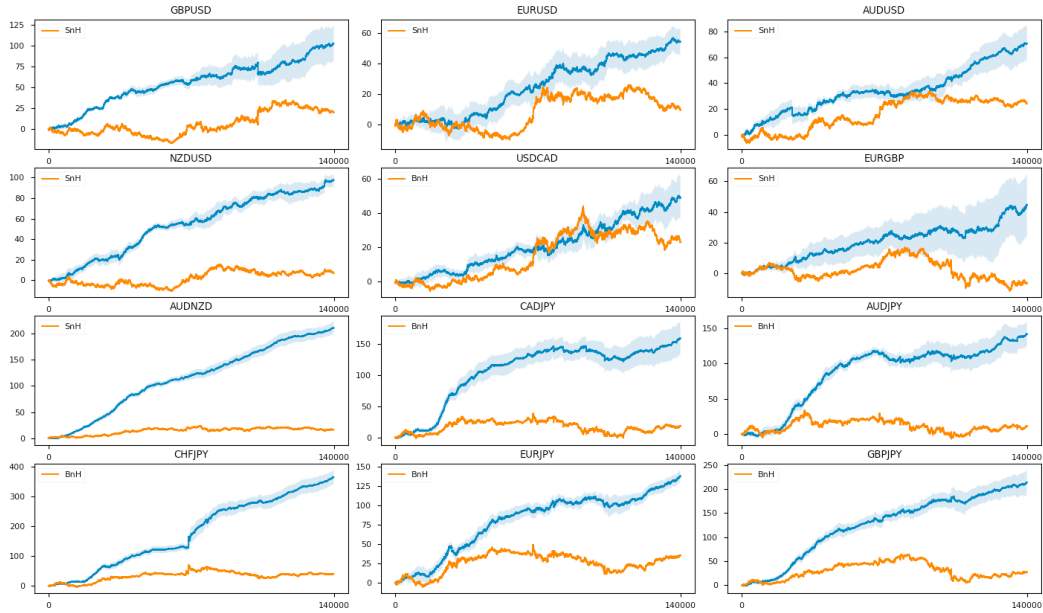 GBPUSD EURUSD AUDUSD
125 100 75 50 25 0 SnH 0 140000
60 40 20 0 SnH 0 140000
80 60 40 20 0 SnH 0 140000
NZDUSD USDCAD EURGBP
100 80 60 40 20 0 SnH 0 140000
60 40 20 0 BnH 0 140000
60 40 20 0 SnH 0 140000
AUDNZD CADJPY AUDJPY
200 150 100 50 0 SnH 0 140000
150 100 50 0 BnH 0 140000
150 100 50 0 BnH 0 140000
CHFJPY EURJPY GBPJPY
400 300 200 100 0 BnH 0 140000
150 125 100 75 50 25 0 BnH 0 140000
250 200 150 100 50 0 BnH 0 140000